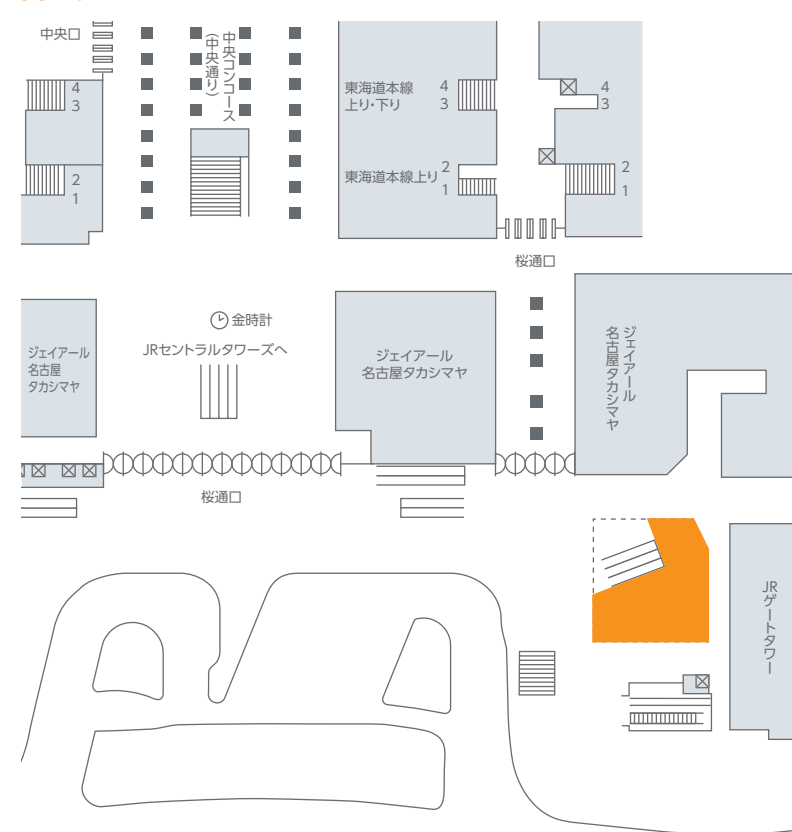 中央口
中央コンコース
(中央通り)
4
3
2
1
東海道本線
上り・下り
4
3
東海道本線上り
2
1
4
3
2
1
桜通口
金時計
JRセントラルタワーズへ
ジェイアール
名古屋
タカシマヤ
ジェイアール
名古屋タカシマヤ
ジェイアール
名古屋タカシマヤ
桜通口
JRゲートタワー